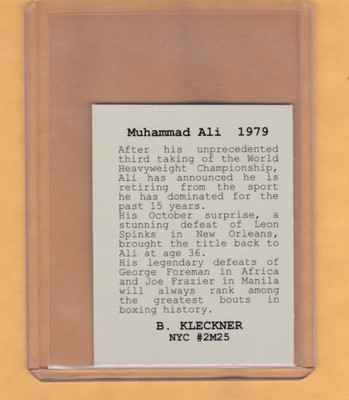 Muhammad Ali 1979
After his unprecedented
third taking of the World
Heavyweight Championship,
Ali has announced he is
retiring from the sport
he has dominated for the
past 15 years.
His October surprise, a
stunning defeat of Leon
Spinks in New Orleans,
brought the title back to
Ali at age 36.
His legendary defeats of
George Foreman in Africa
and Joe Frazier in Manila
will always rank among
the greatest bouts in
boxing history.
B. KLECKNER
NYC #2M25